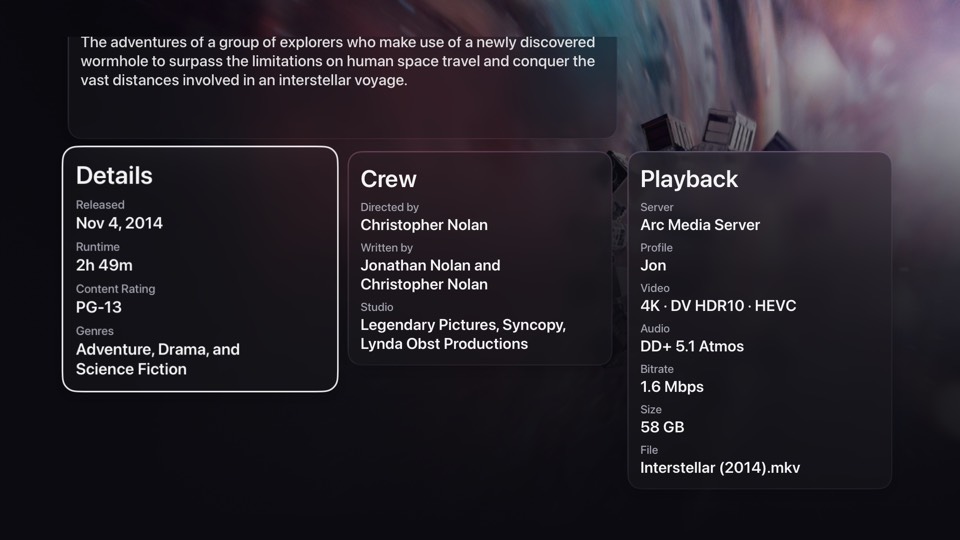 The adventures of a group of explorers who make use of a newly discovered
wormhole to surpass the limitations on human space travel and conquer the
vast distances involved in an interstellar voyage.
Details
Released
Nov 4, 2014
Runtime
2h 49m
Content Rating
PG-13
Genres
Adventure, Drama, and
Science Fiction
Crew
Directed by
Christopher Nolan
Written by
Jonathan Nolan and
Christopher Nolan
Studio
Legendary Pictures, Syncopy,
Lynda Obst Productions
Playback
Server
Arc Media Server
Profile
Jon
Video
4K · DV HDR10 · HEVC
Audio
DD+ 5.1 Atmos
Bitrate
1.6 Mbps
Size
58 GB
File
Interstellar (2014).mkv